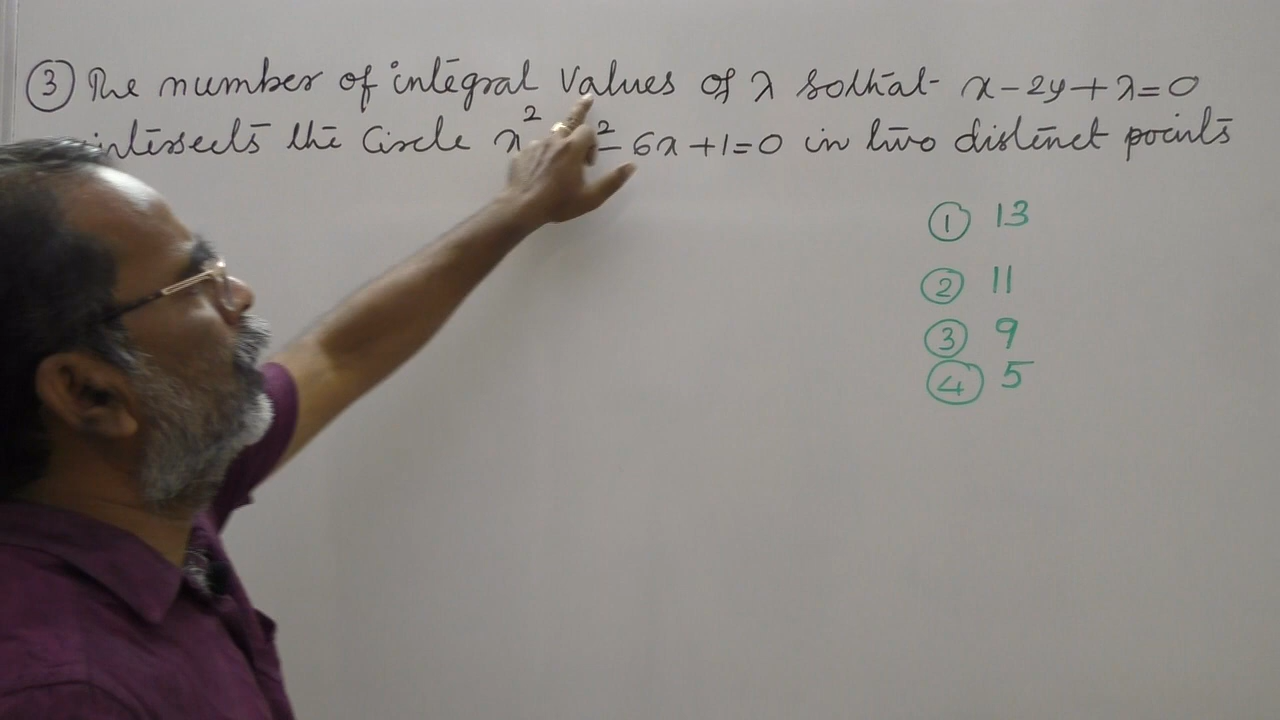 ③ The number of integral values of λ so that x - 2y + λ = 0
intersects the Circle x² ² - 6x + 1 = 0 in two distinct points
① 13
② 11
③ 9
④ 5